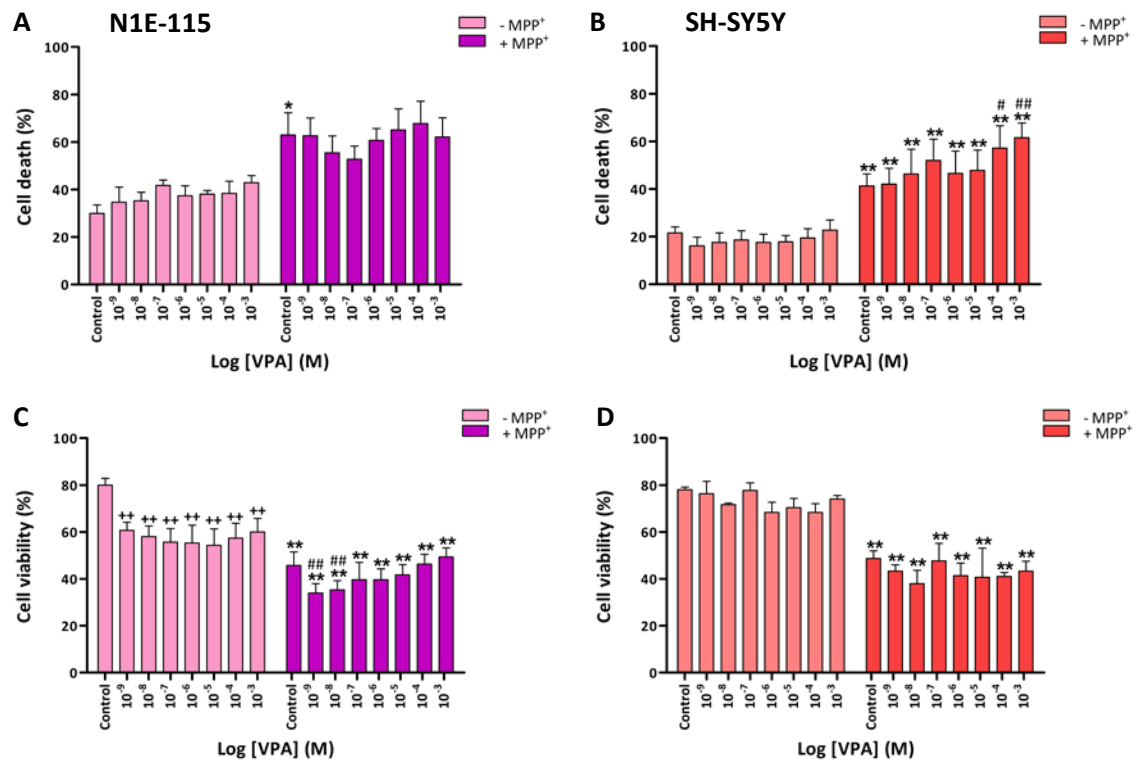 A N1E-115
- MPP⁺
+ MPP⁺
Cell death (%)
100
80
60
40
20
0
*
Control 10⁻⁹ 10⁻⁸ 10⁻⁷ 10⁻⁶ 10⁻⁵ 10⁻⁴ 10⁻³ Control 10⁻⁹ 10⁻⁸ 10⁻⁷ 10⁻⁶ 10⁻⁵ 10⁻⁴ 10⁻³
Log [VPA] (M)
B SH-SY5Y
- MPP⁺
+ MPP⁺
Cell death (%)
100
80
60
40
20
0
# ##
** ** ** ** ** ** ** **
Control 10⁻⁹ 10⁻⁸ 10⁻⁷ 10⁻⁶ 10⁻⁵ 10⁻⁴ 10⁻³ Control 10⁻⁹ 10⁻⁸ 10⁻⁷ 10⁻⁶ 10⁻⁵ 10⁻⁴ 10⁻³
Log [VPA] (M)
C
- MPP⁺
+ MPP⁺
Cell viability (%)
100
80
60
40
20
0
++ ++ ++ ++ ++ ++ ++
## ##
** ** ** ** ** ** ** **
Control 10⁻⁹ 10⁻⁸ 10⁻⁷ 10⁻⁶ 10⁻⁵ 10⁻⁴ 10⁻³ Control 10⁻⁹ 10⁻⁸ 10⁻⁷ 10⁻⁶ 10⁻⁵ 10⁻⁴ 10⁻³
Log [VPA] (M)
D
- MPP⁺
+ MPP⁺
Cell viability (%)
100
80
60
40
20
0
** ** ** ** ** ** ** **
Control 10⁻⁹ 10⁻⁸ 10⁻⁷ 10⁻⁶ 10⁻⁵ 10⁻⁴ 10⁻³ Control 10⁻⁹ 10⁻⁸ 10⁻⁷ 10⁻⁶ 10⁻⁵ 10⁻⁴ 10⁻³
Log [VPA] (M)